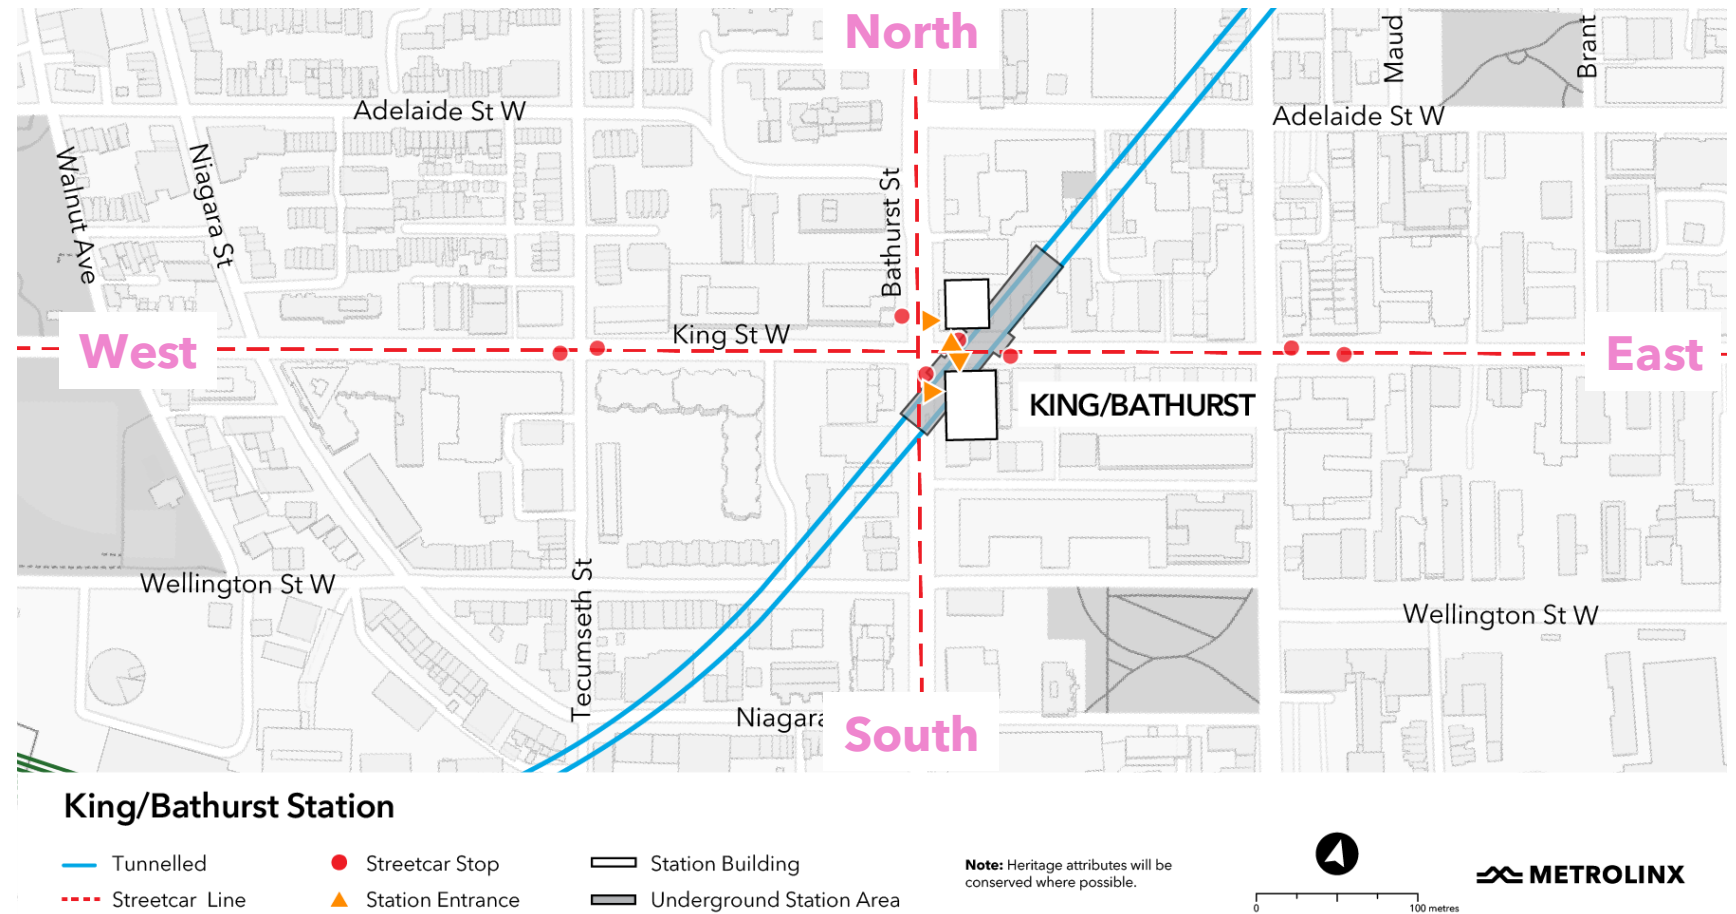 North
Maud
Brant
Adelaide St W
Adelaide St W
Walnut Ave
Niagara St
Bathurst St
King St W
West
East
KING/BATHURST
Wellington St W
Tecumseth St
Wellington St W
Niagara
South
King/Bathurst Station
Tunnelled
Streetcar Stop
Station Building
Streetcar Line
Station Entrance
Underground Station Area
Note: Heritage attributes will be
conserved where possible.
0
100 metres
METROLINX